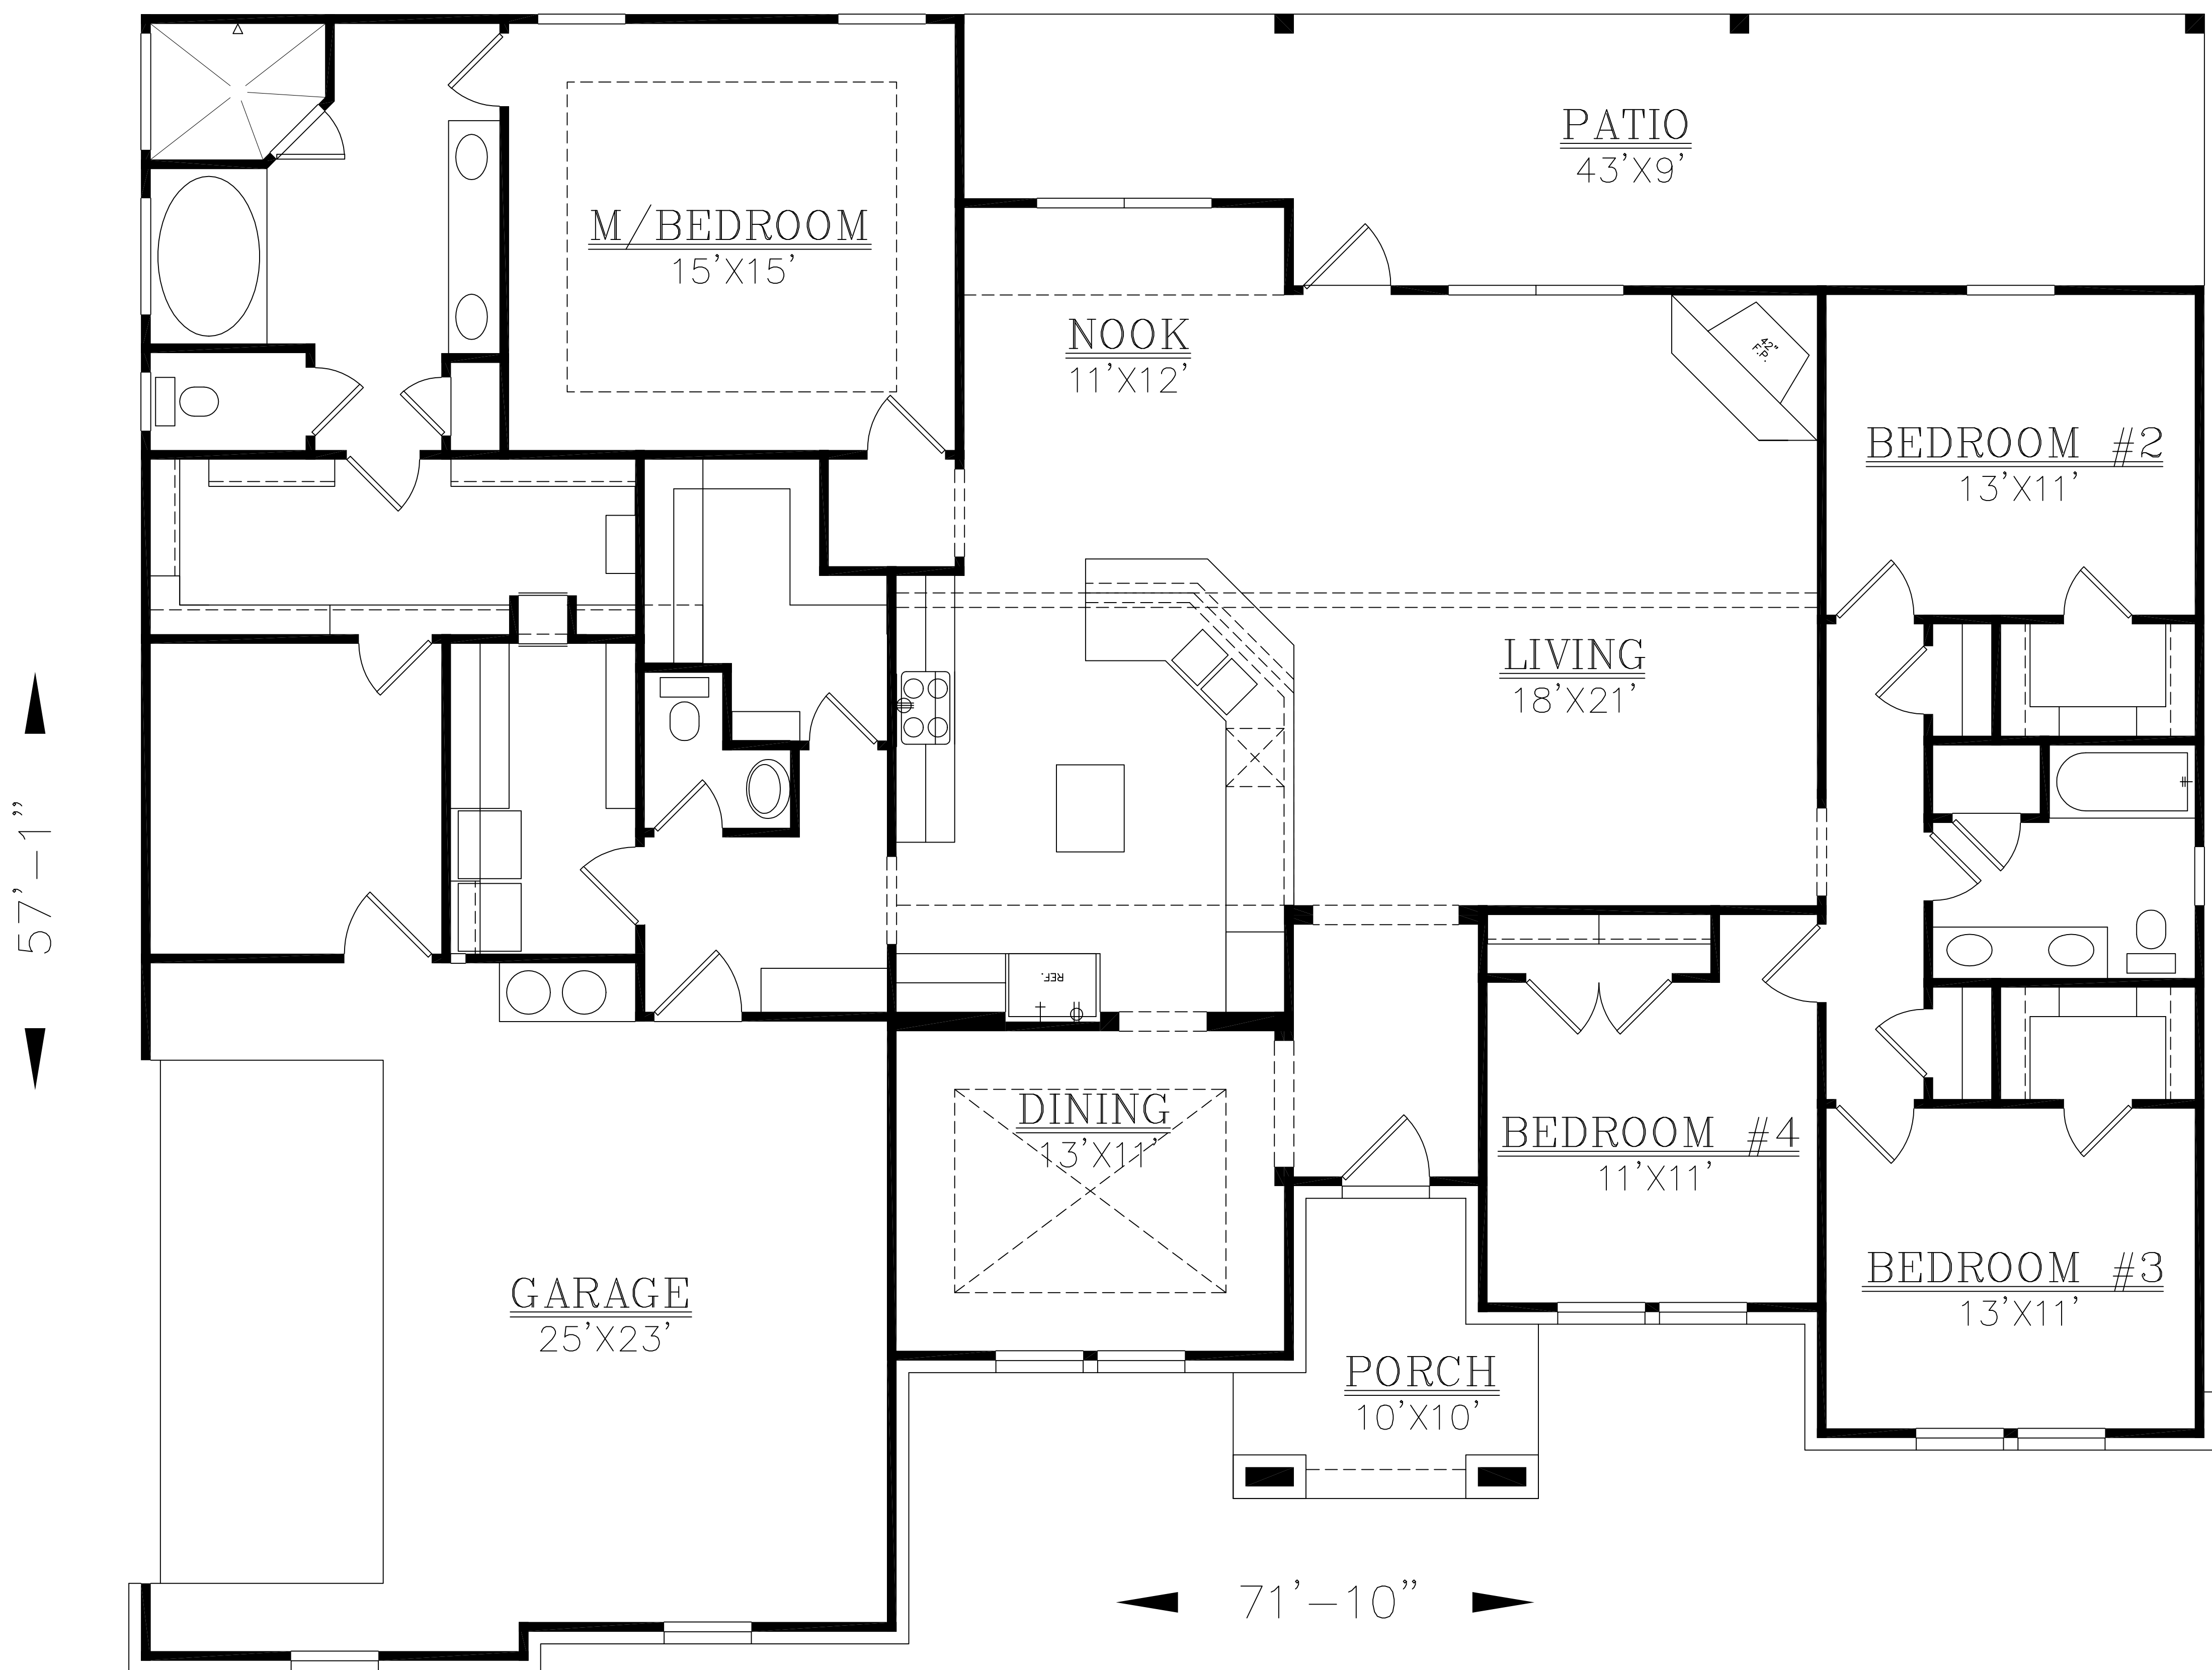 PATIO
43'X9'
M/BEDROOM
15'X15'
NOOK
11'X12'
42"
F.P.
BEDROOM #2
13'X11'
LIVING
18'X21'
57'-1"
REF.
DINING
13'X11'
BEDROOM #4
11'X11'
BEDROOM #3
13'X11'
GARAGE
25'X23'
PORCH
10'X10'
71'-10"